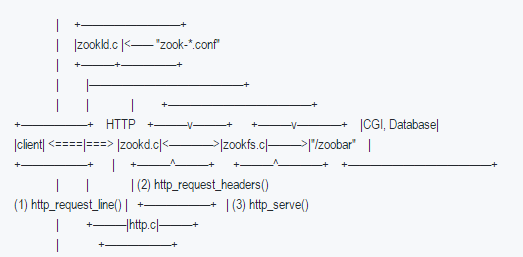 | +———————–+
| |zookld.c |<—— "zook-*.conf"
| +————+———————+
| |———————————————+
| | | +———————————————+
+——————+ HTTP +————v————+ +————v————+ |CGI, Database|
|client| <====|===> |zookd.c|<————>|zookfs.c|————>|"/zoobar" |
+——————+ | +————^————+ +————^————+ +———————————————+
| | | (2) http_request_headers()
(1) http_request_line() | +——————————+ | (3) http_serve()
| +————|http.c|————+
| +——————————+